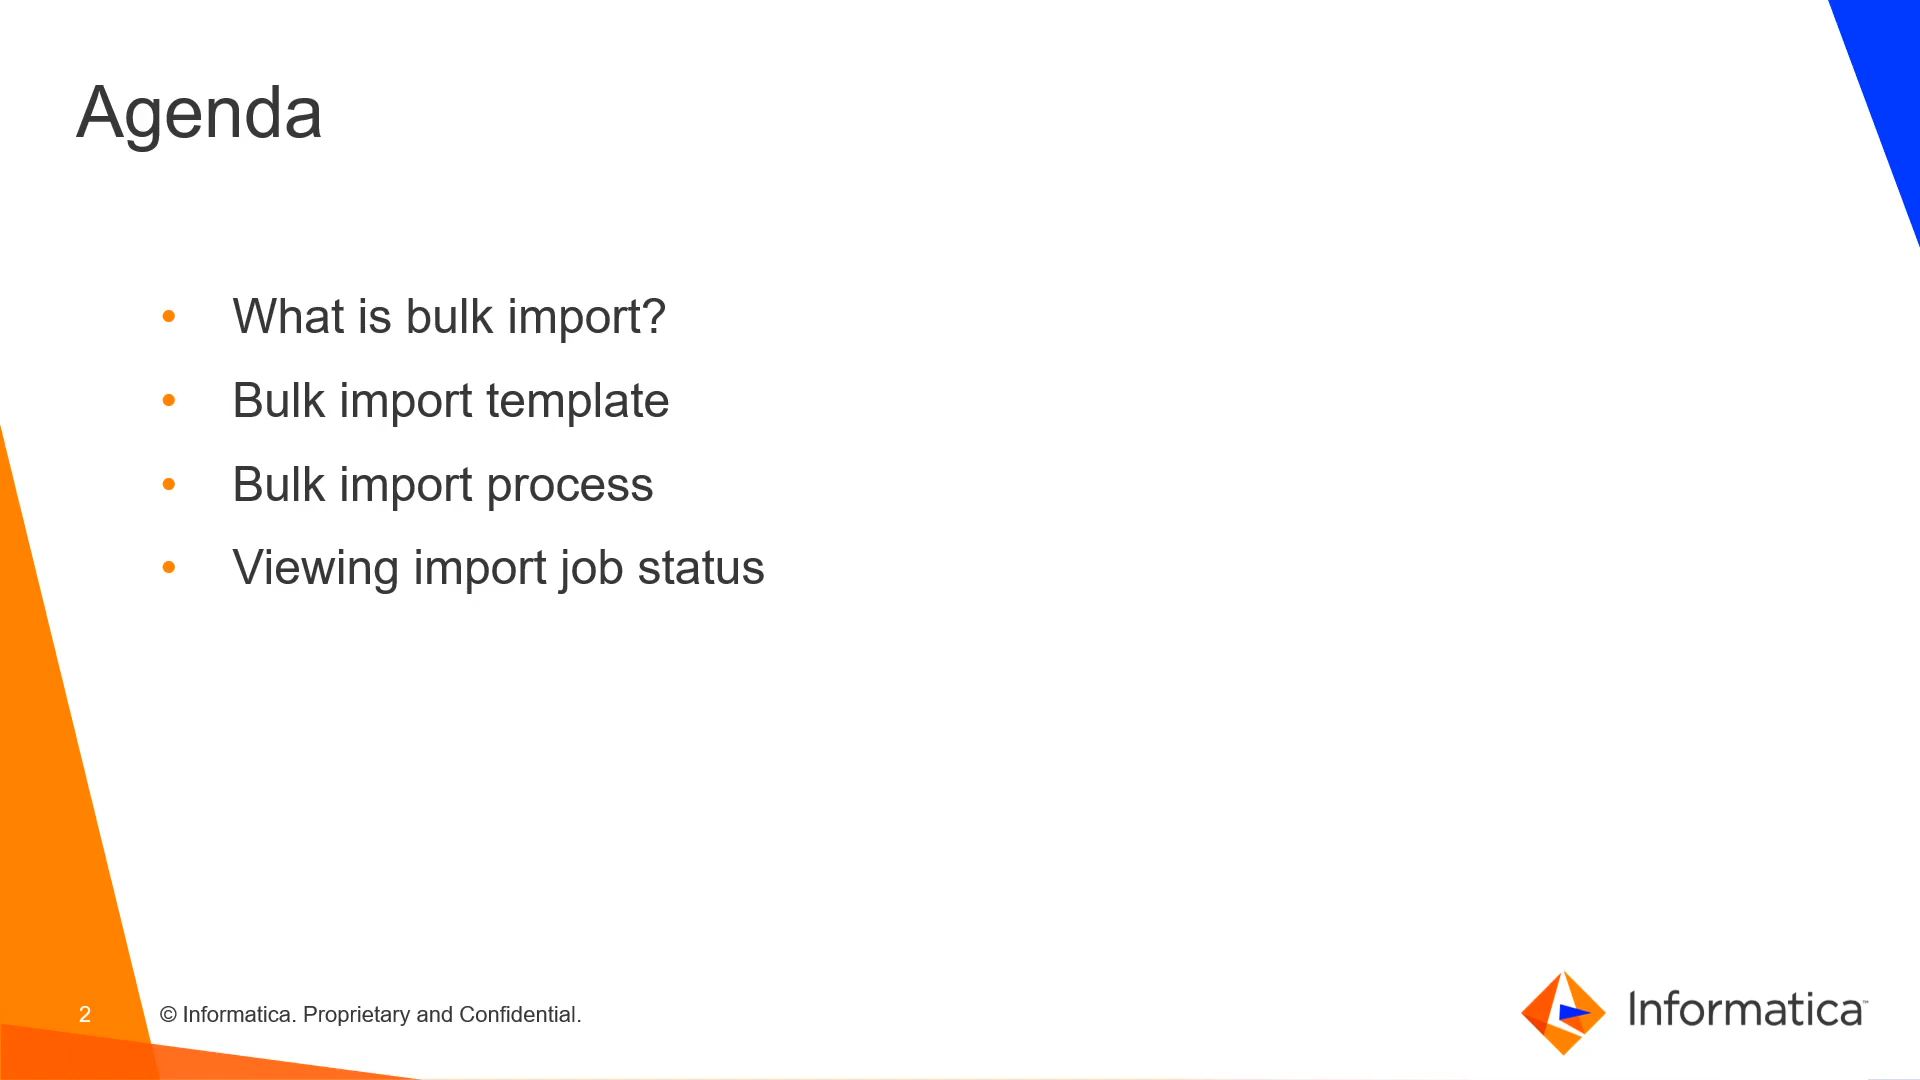 Agenda
• What is bulk import?
• Bulk import template
• Bulk import process
• Viewing import job status
2 © Informatica. Proprietary and Confidential.
Informatica™